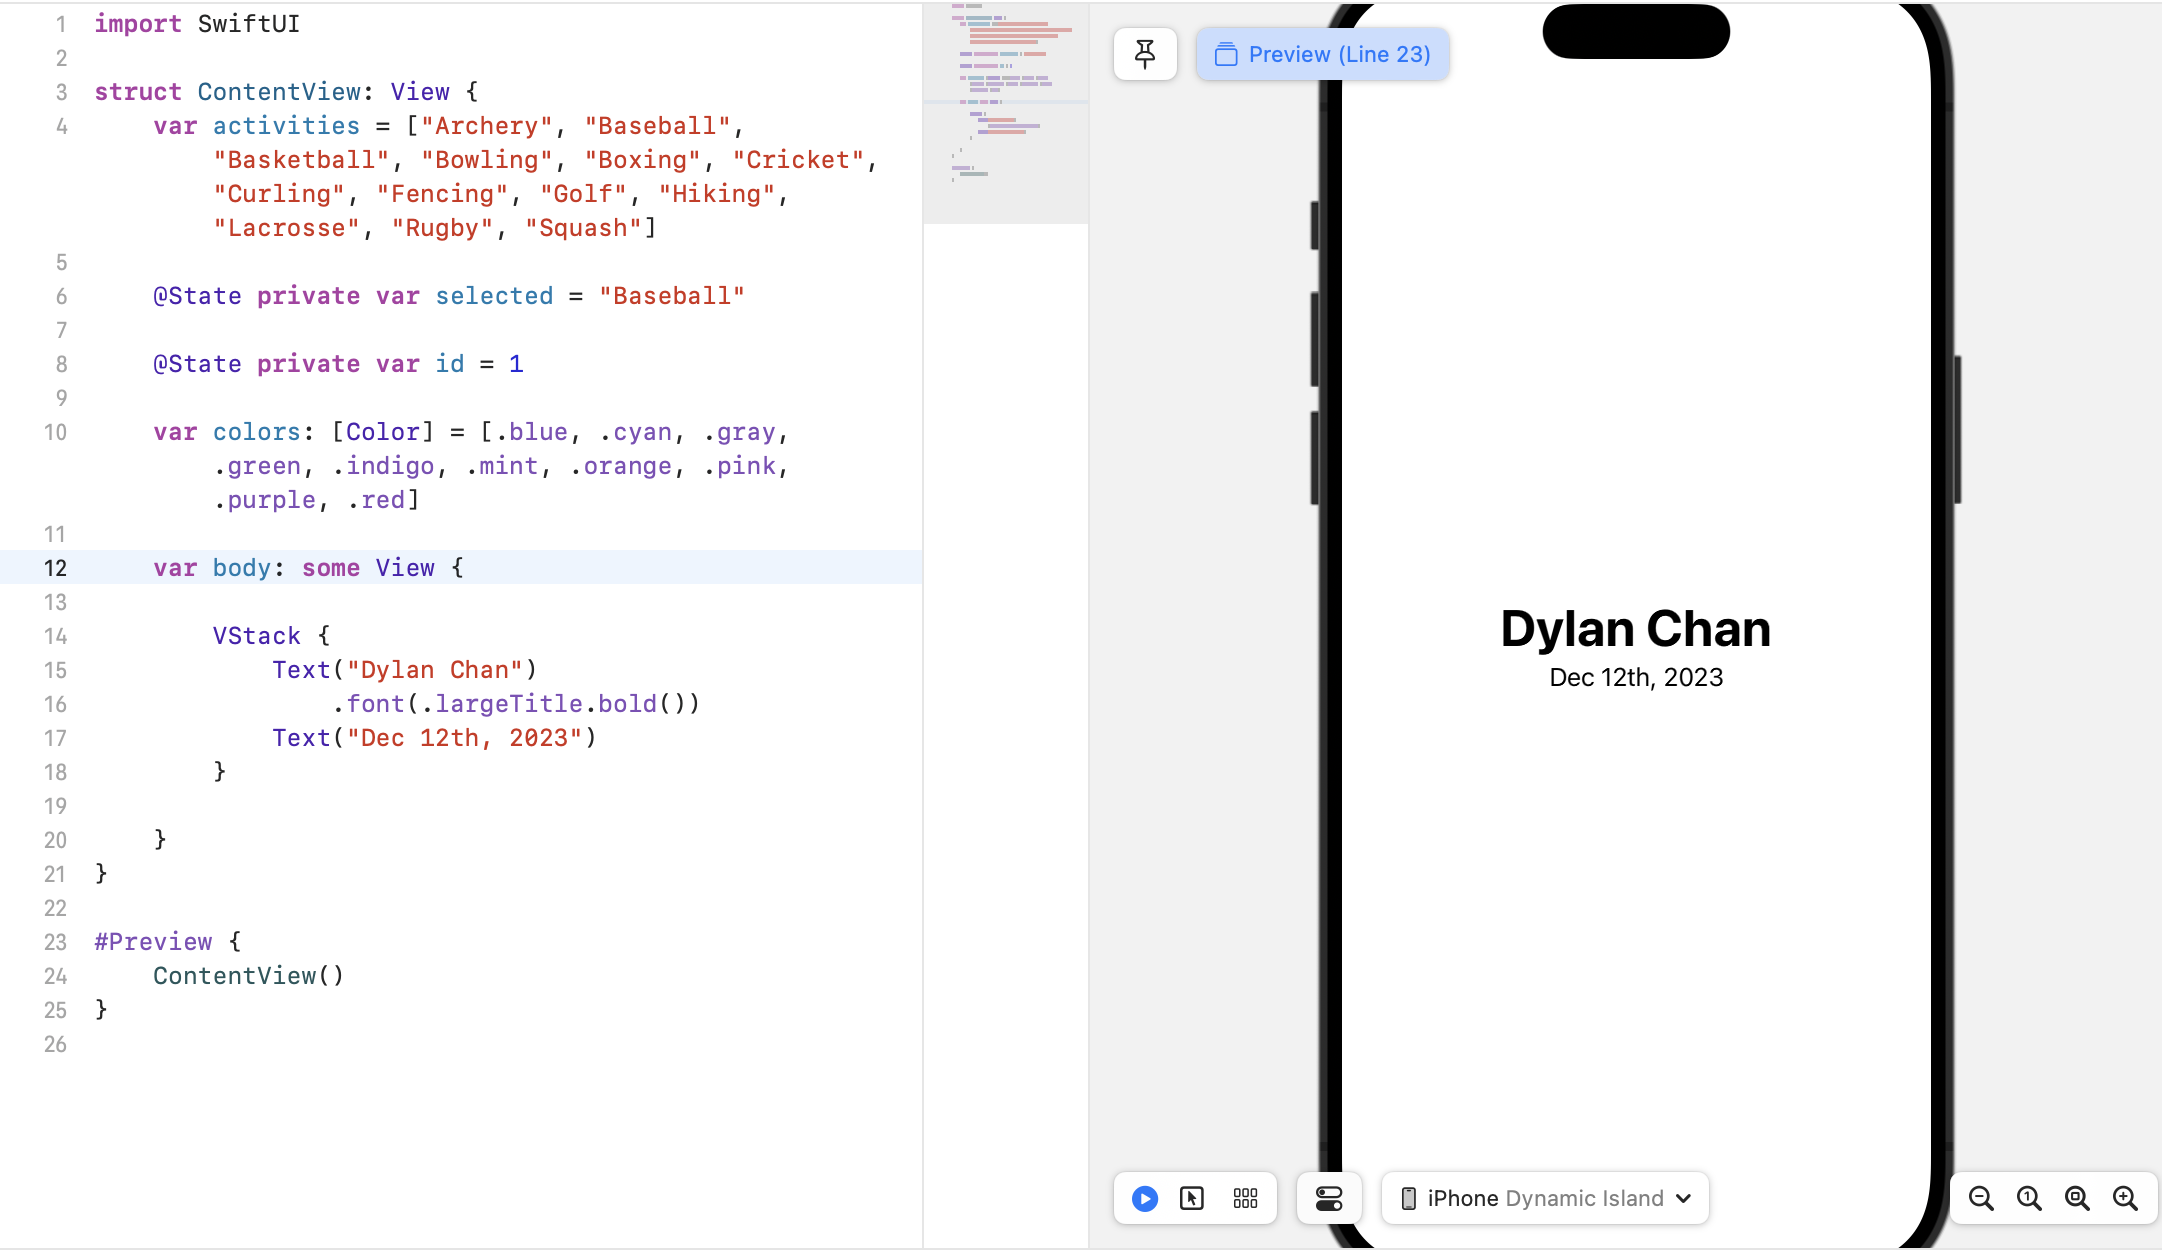 1 import SwiftUI
2
3 struct ContentView: View {
4 var activities = ["Archery", "Baseball",
"Basketball", "Bowling", "Boxing", "Cricket",
"Curling", "Fencing", "Golf", "Hiking",
"Lacrosse", "Rugby", "Squash"]
5
6 @State private var selected = "Baseball"
7
8 @State private var id = 1
9
10 var colors: [Color] = [.blue, .cyan, .gray,
.green, .indigo, .mint, .orange, .pink,
.purple, .red]
11
12 var body: some View {
13
14 VStack {
15 Text("Dylan Chan")
16 .font(.largeTitle.bold())
17 Text("Dec 12th, 2023")
18 }
19
20 }
21 }
22
23 #Preview {
24 ContentView()
25 }
26
Preview (Line 23)
Dylan Chan
Dec 12th, 2023
iPhone Dynamic Island